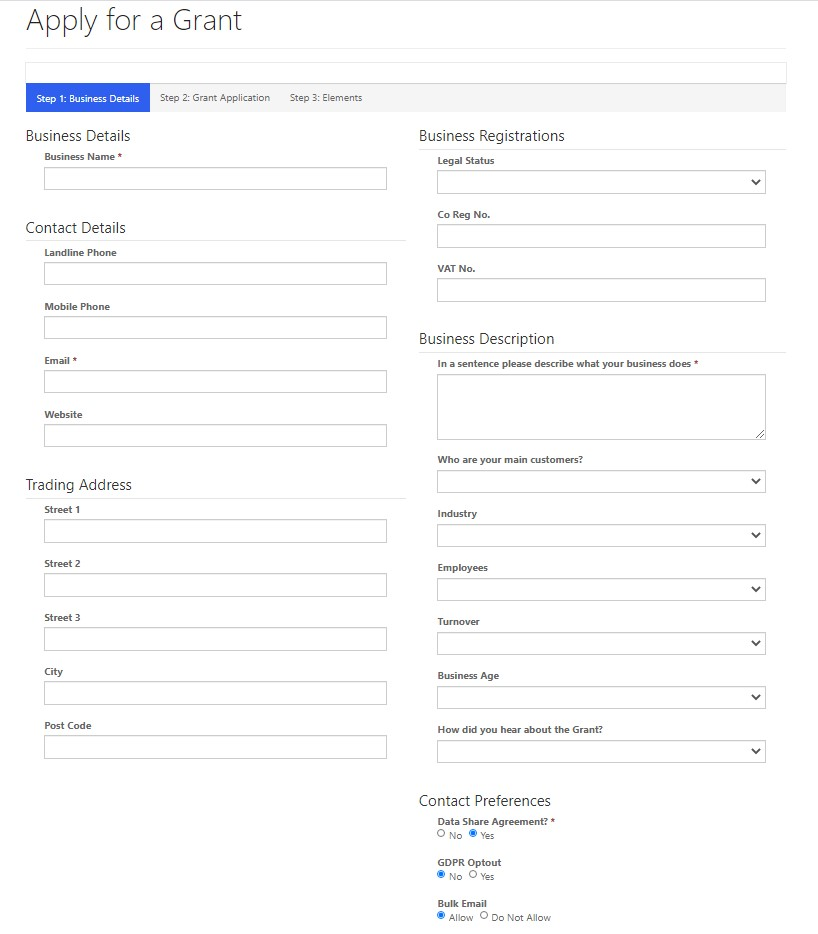 Apply for a Grant
Step 1: Business Details Step 2: Grant Application Step 3: Elements
Business Details
Business Name *
Contact Details
Landline Phone
Mobile Phone
Email *
Website
Trading Address
Street 1
Street 2
Street 3
City
Post Code
Business Registrations
Legal Status
Co Reg No.
VAT No.
Business Description
In a sentence please describe what your business does *
Who are your main customers?
Industry
Employees
Turnover
Business Age
How did you hear about the Grant?
Contact Preferences
Data Share Agreement? *
No Yes
GDPR Optout
No Yes
Bulk Email
Allow Do Not Allow